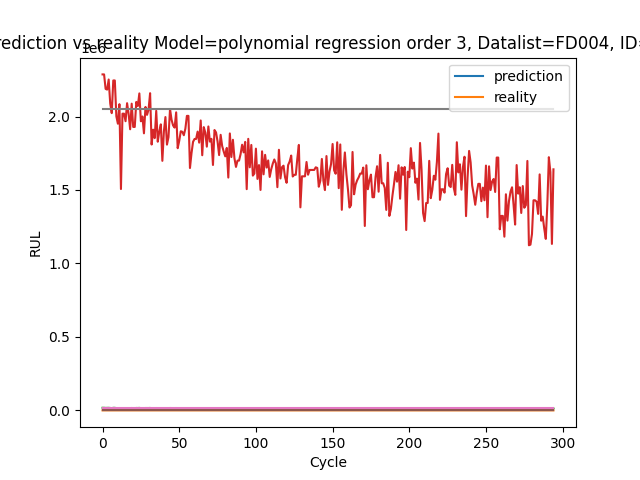 rediction vs reality Model=polynomial regression order 3, Datalist=FD004, ID=
1e6
prediction
reality
2.0
1.5
1.0
0.5
0.0
RUL
0 50 100 150 200 250 300
Cycle